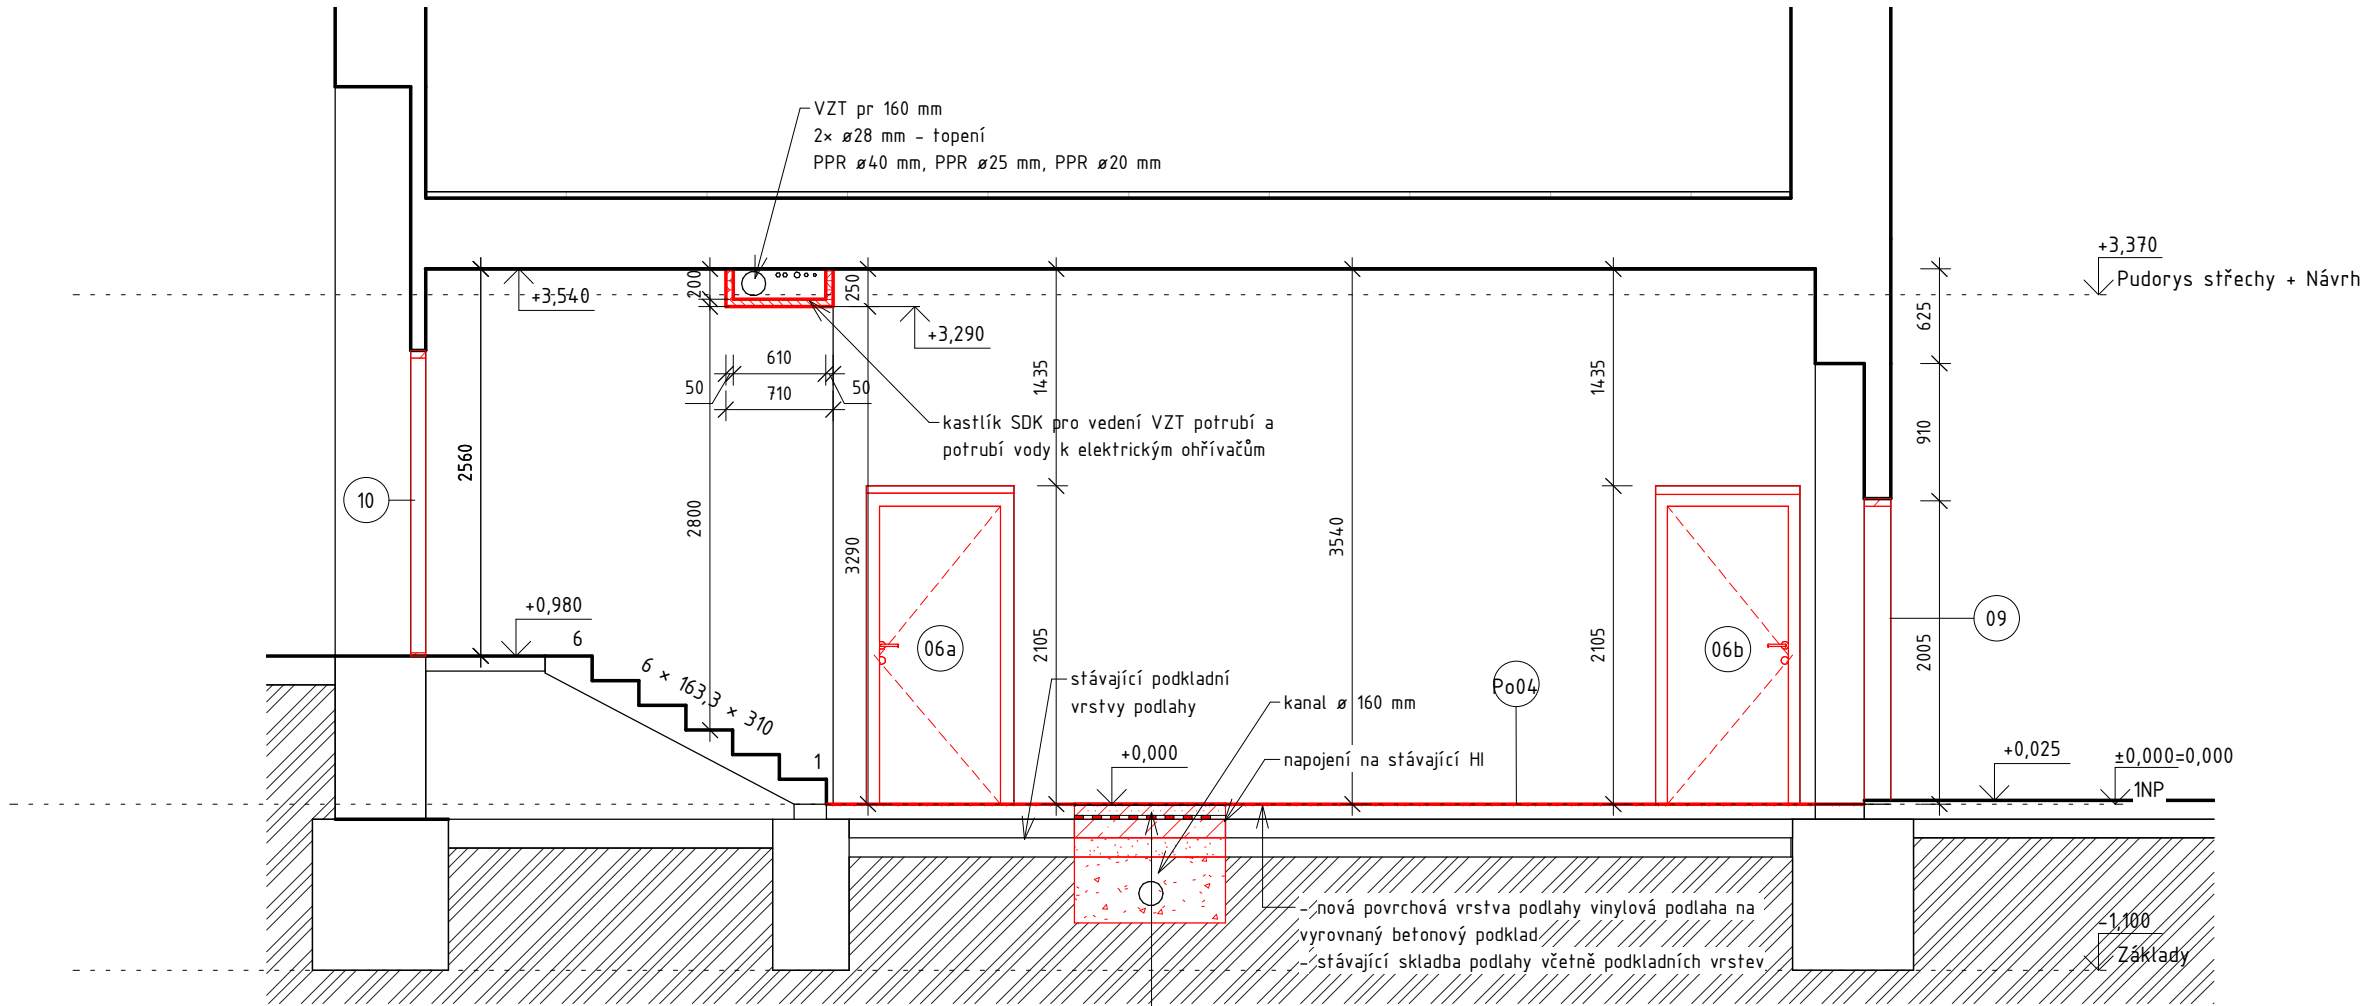 VZT pr 160 mm
2× ø28 mm - topení
PPR ø40 mm, PPR ø25 mm, PPR ø20 mm
+3,370
Pudorys střechy + Návrh
+3,540
200
250
+3,290
625
610
50
50
710
1435
1435
kastlík SDK pro vedení VZT potrubí a
potrubí vody k elektrickým ohřívačům
910
2560
10
2800
3290
3540
+0,980
6
06a
06b
09
2105
2105
2005
6 × 163,3 × 310
stávající podkladní
vrstvy podlahy
Po04
kanal ø 160 mm
1
+0,000
napojení na stávající HI
+0,025
±0,000=0,000
1NP
- nová povrchová vrstva podlahy vinylová podlaha na
vyrovnaný betonový podklad
- stávající skladba podlahy včetně podkladních vrstev
-1,100
Základy